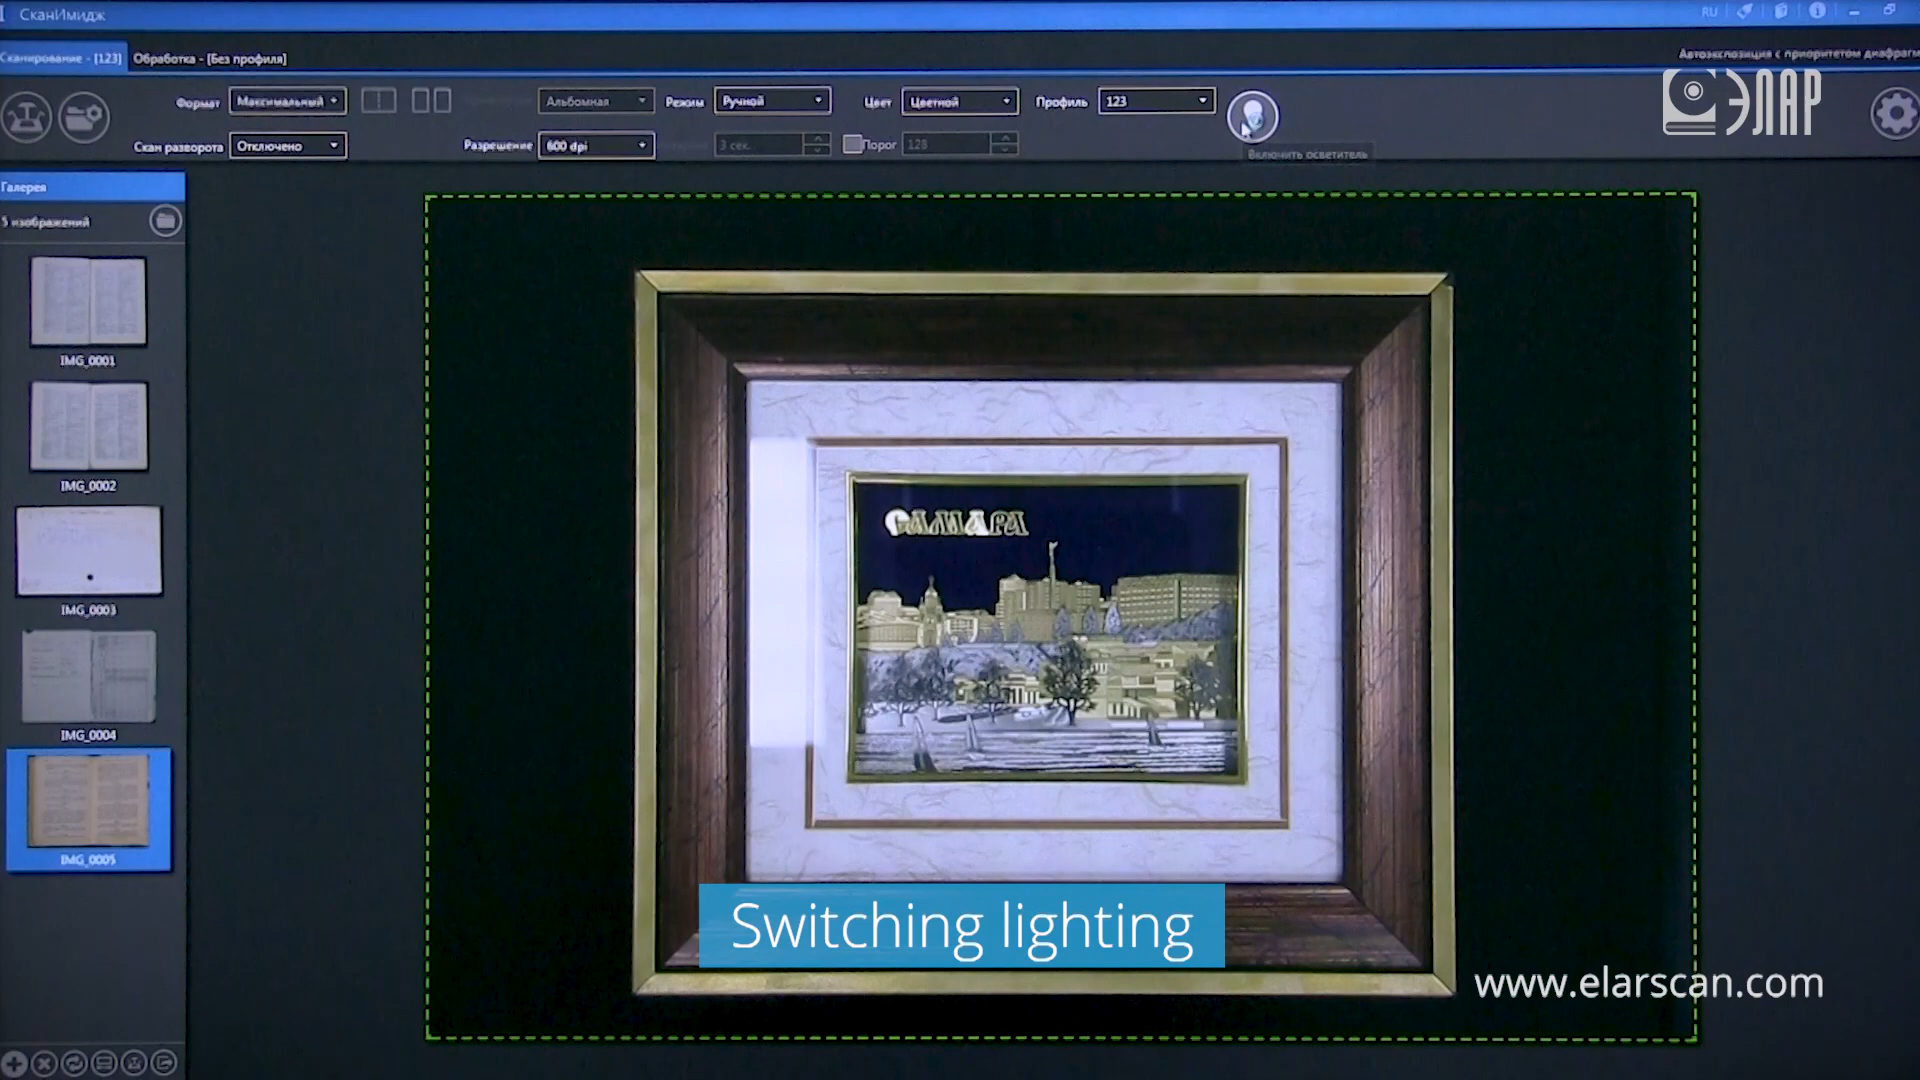 СканИмидж
RU
Сканирование - [123]
Обработка - [Без профиля]
Автоэкспозиция с приоритетом диафрагм
Формат
Максимальный
Альбомная
Режим
Ручной
Цвет
Цветной
Профиль
123
ЭЛАР
Скан разворота
Отключено
Разрешение
600 dpi
3 сек.
Порог
128
Включить осветитель
Галерея
5 изображений
IMG_0001
IMG_0002
IMG_0003
IMG_0004
IMG_0005
САМАРА
Switching lighting
www.elarscan.com